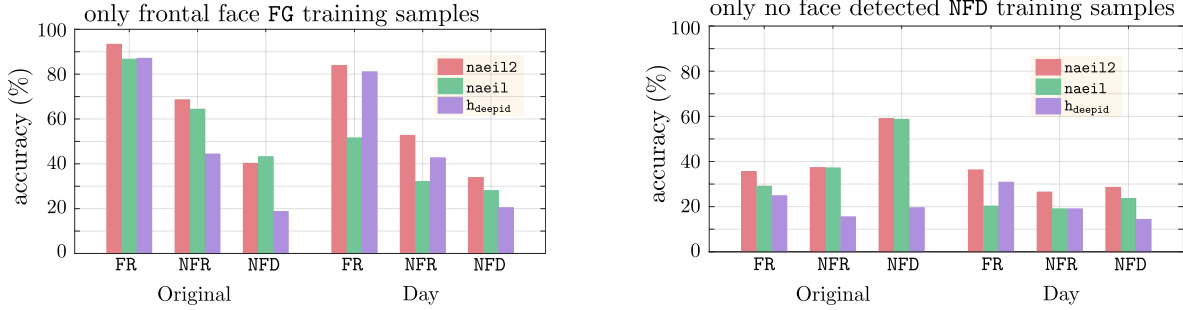 only frontal face FG training samples
accuracy (%)
100
80
60
40
20
0
naeil2
naeil
h_deepid
FR NFR NFD FR NFR NFD
Original Day
only no face detected NFD training samples
accuracy (%)
100
80
60
40
20
0
naeil2
naeil
h_deepid
FR NFR NFD FR NFR NFD
Original Day